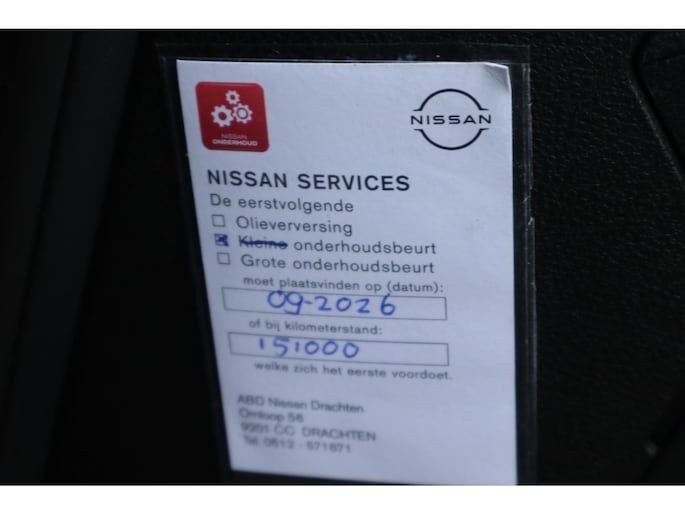 NISSAN
ONDERHOUD
NISSAN
NISSAN SERVICES
De eerstvolgende
Olieverversing
Kleine onderhoudsbeurt
Grote onderhoudsbeurt
moet plaatsvinden op (datum):
09-2026
of bij kilometerstand:
151000
welke zich het eerste voordoet.
ABD Nissan Drachten
Omloop 56
9201 CC DRACHTEN
Tel. 0512 - 571671